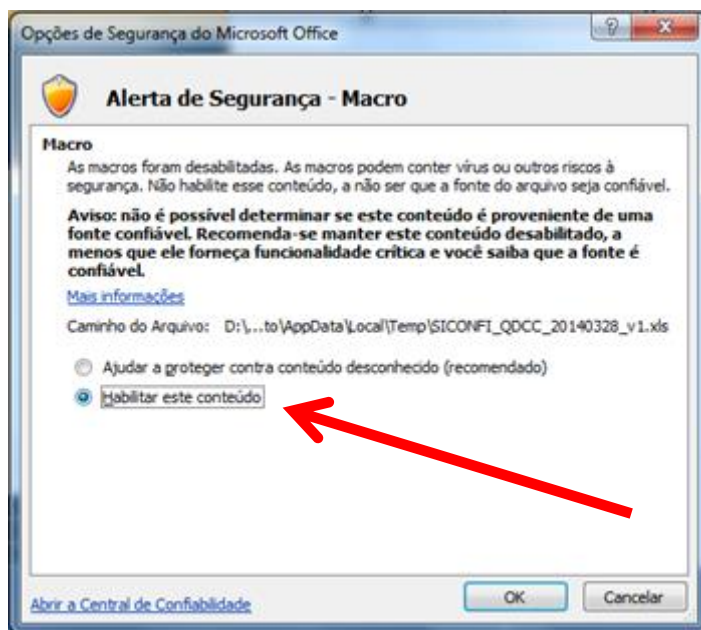 Opções de Segurança do Microsoft Office
Alerta de Segurança - Macro
Macro
As macros foram desabilitadas. As macros podem conter vírus ou outros riscos à
segurança. Não habilite esse conteúdo, a não ser que a fonte do arquivo seja confiável.
Aviso: não é possível determinar se este conteúdo é proveniente de uma
fonte confiável. Recomenda-se manter este conteúdo desabilitado, a
menos que ele forneça funcionalidade crítica e você saiba que a fonte é
confiável.
Mais informações
Caminho do Arquivo: D:\...to\AppData\Local\Temp\SICONFI_QDCC_20140328_v1.xls
Ajudar a proteger contra conteúdo desconhecido (recomendado)
Habilitar este conteúdo
Abrir a Central de Confiabilidade
OK
Cancelar